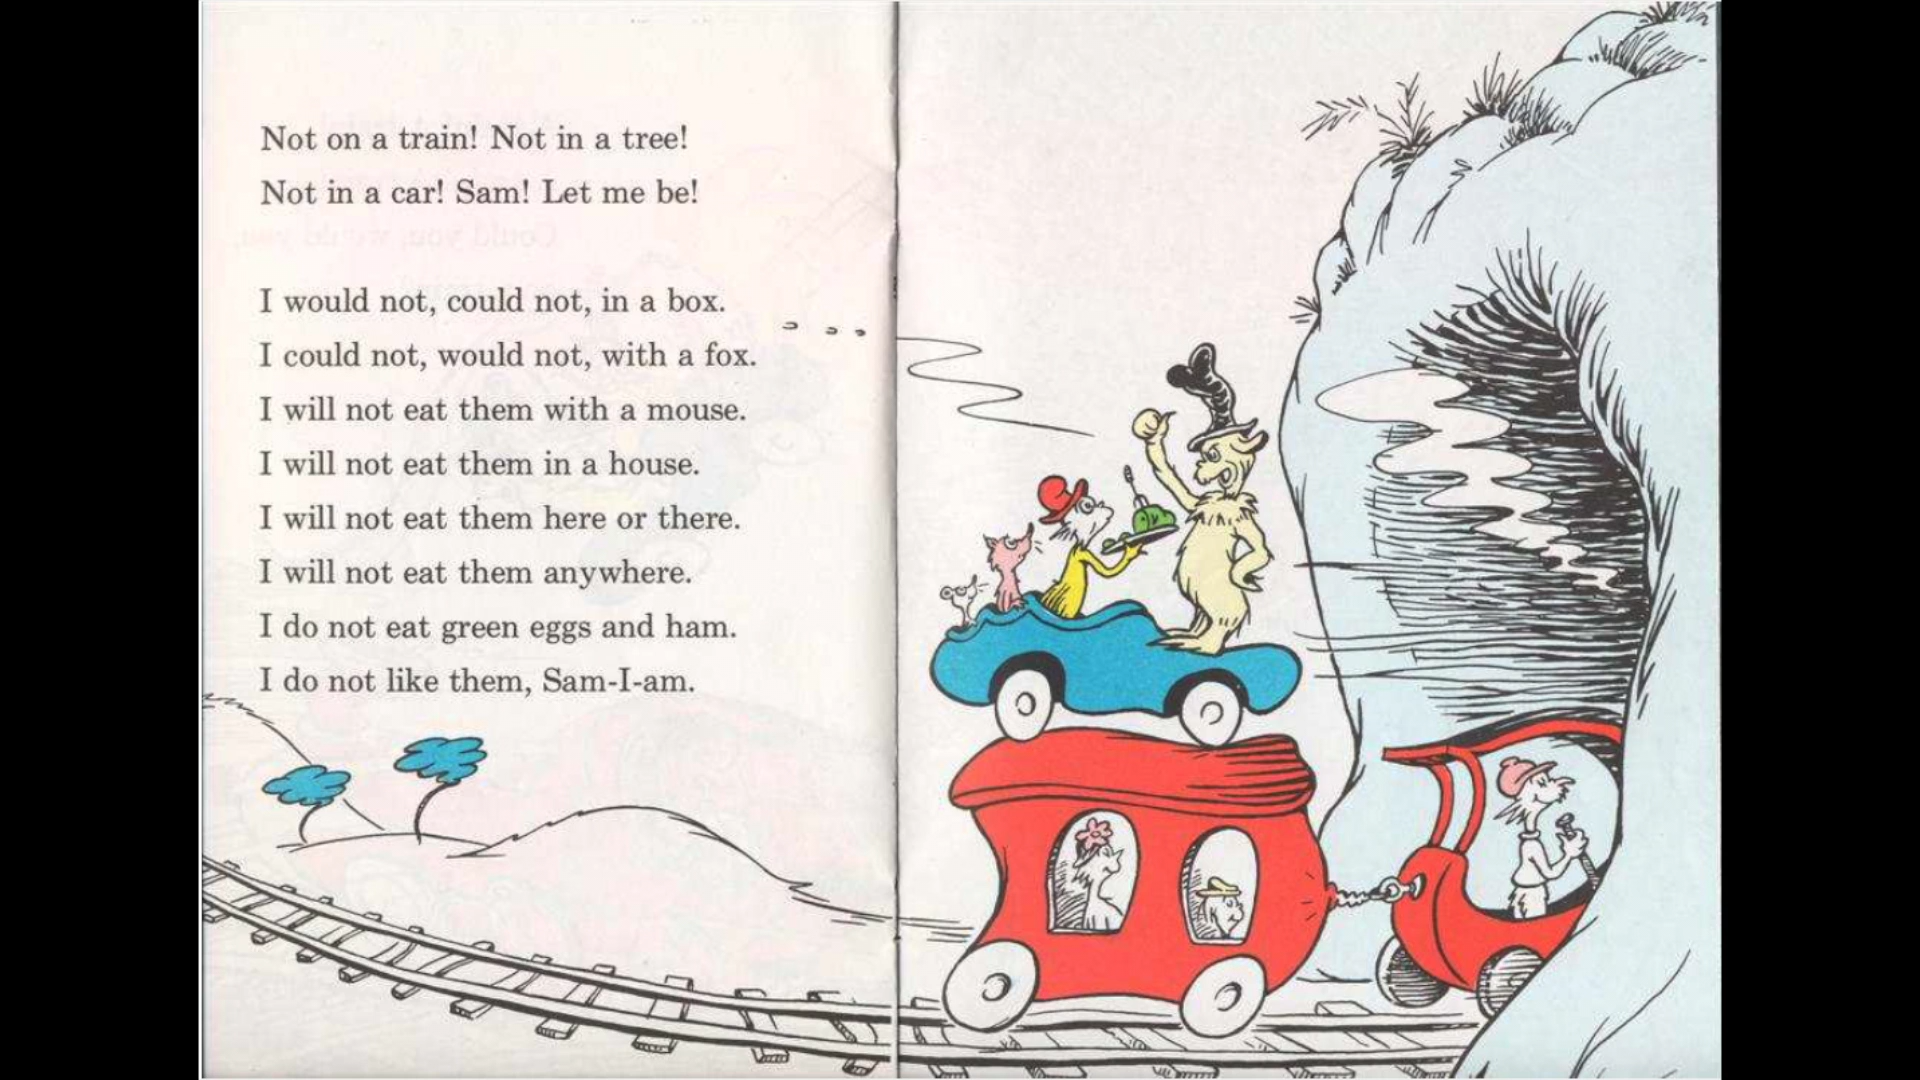 Not on a train! Not in a tree!
Not in a car! Sam! Let me be!
I would not, could not, in a box.
I could not, would not, with a fox.
I will not eat them with a mouse.
I will not eat them in a house.
I will not eat them here or there.
I will not eat them anywhere.
I do not eat green eggs and ham.
I do not like them, Sam-I-am.